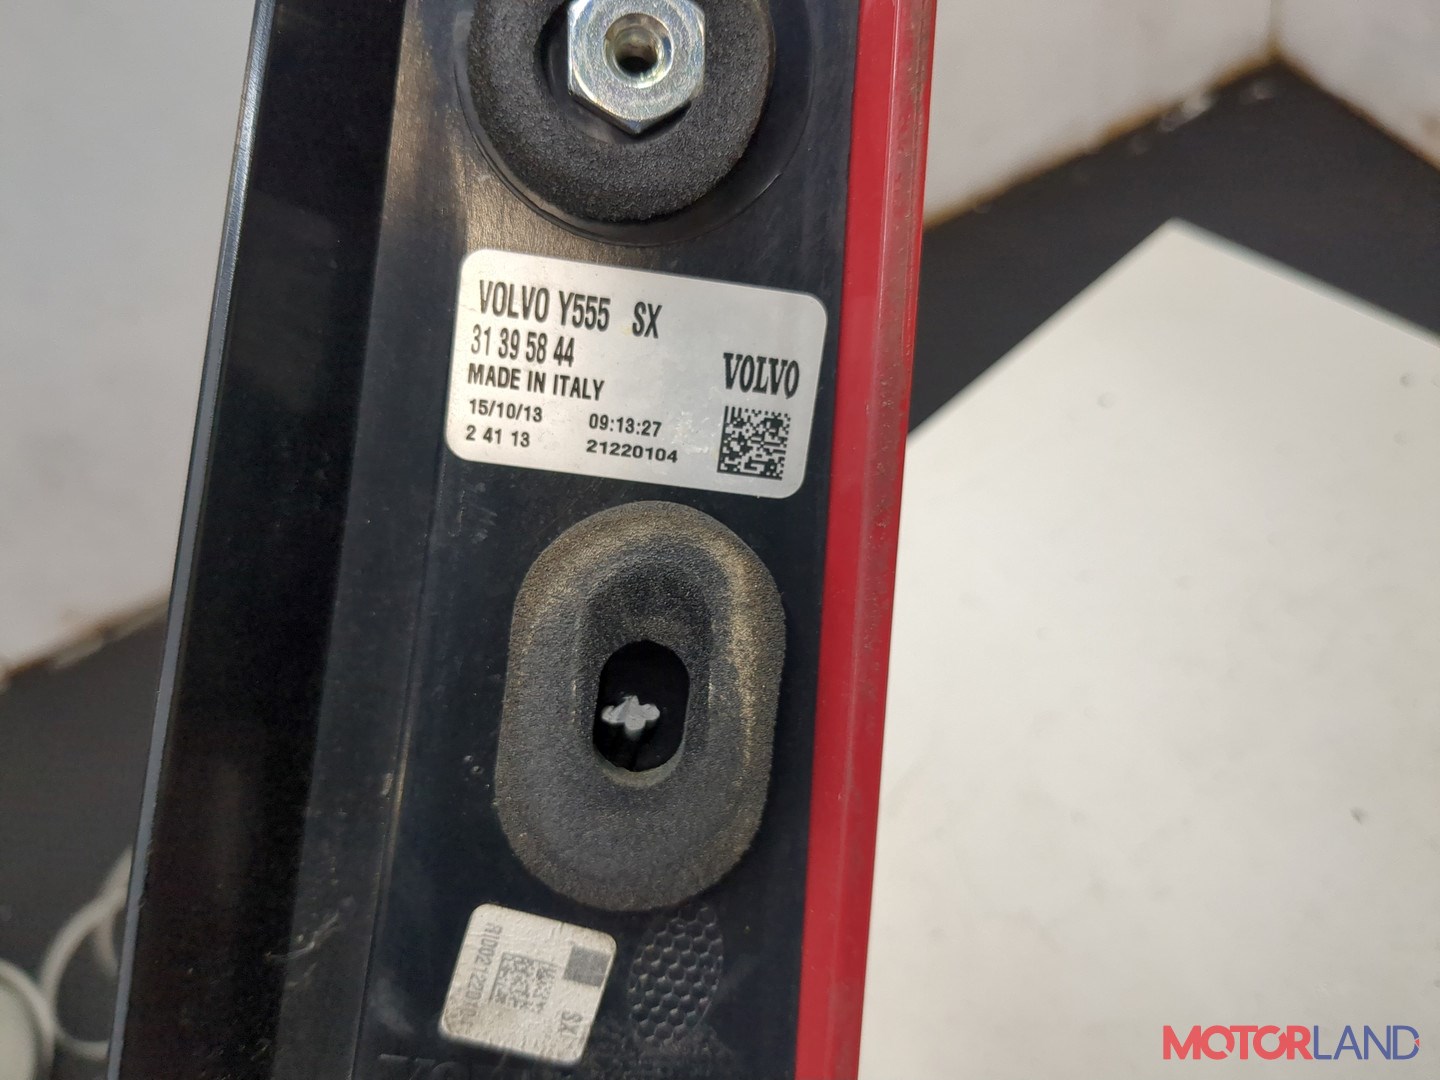 VOLVO Y555 SX
31 39 58 44
MADE IN ITALY
VOLVO
15/10/13 09:13:27
2 41 13 21220104
SX
MOTORLAND